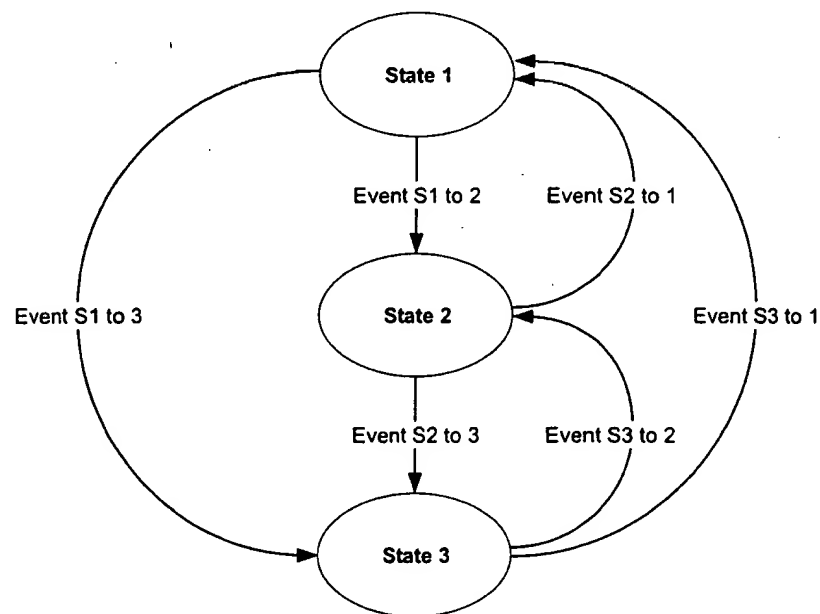 State 1
Event S1 to 2
Event S2 to 1
Event S1 to 3
State 2
Event S3 to 1
Event S2 to 3
Event S3 to 2
State 3